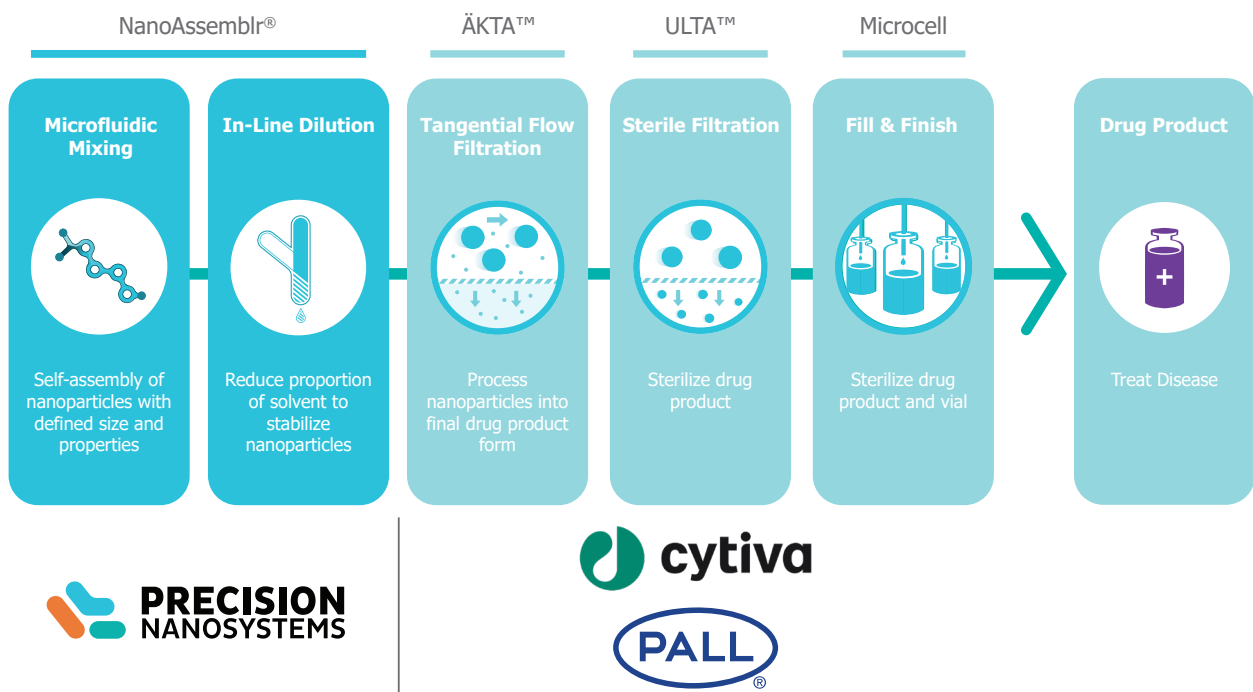 NanoAssemblr®
ÄKTA™
ULTA™
Microcell
Microfluidic
Mixing
Self-assembly of
nanoparticles with
defined size and
properties
In-Line Dilution
Reduce proportion
of solvent to
stabilize
nanoparticles
Tangential Flow
Filtration
Process
nanoparticles into
final drug product
form
Sterile Filtration
Sterilize drug
product
Fill & Finish
Sterilize drug
product and vial
Drug Product
+
Treat Disease
PRECISION
NANOSYSTEMS
cytiva
PALL
®